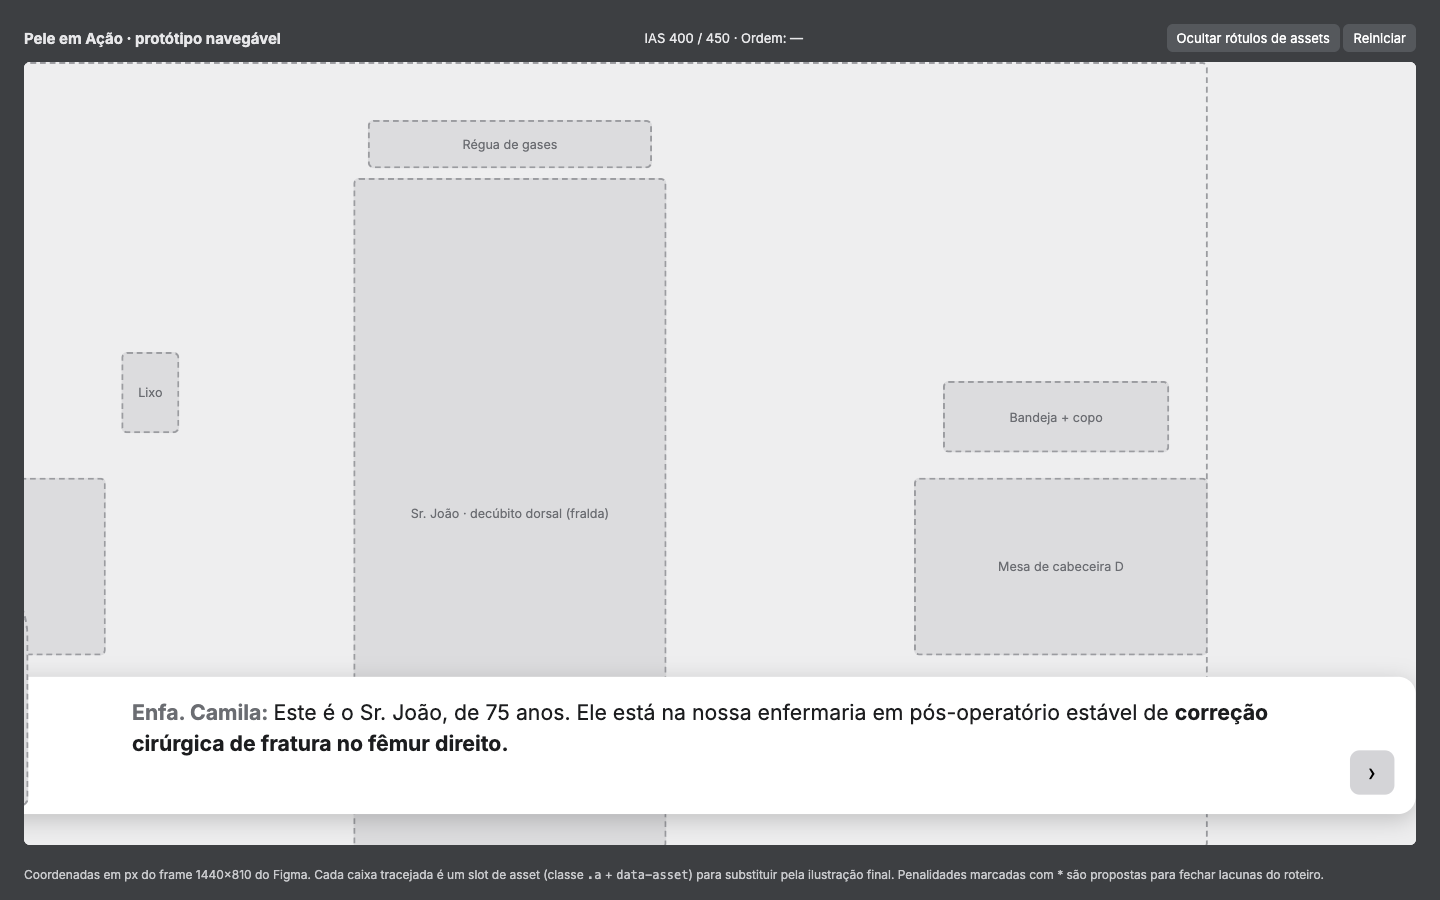 Pele em Ação · protótipo navegável
IAS 400 / 450 · Ordem: —
Ocultar rótulos de assets
Reiniciar
Régua de gases
Lixo
Bandeja + copo
Sr. João · decúbito dorsal (fralda)
Mesa de cabeceira D
Enfa. Camila: Este é o Sr. João, de 75 anos. Ele está na nossa enfermaria em pós-operatório estável de correção
cirúrgica de fratura no fêmur direito.
›
Coordenadas em px do frame 1440×810 do Figma. Cada caixa tracejada é um slot de asset (classe .a + data-asset) para substituir pela ilustração final. Penalidades marcadas com * são propostas para fechar lacunas do roteiro.